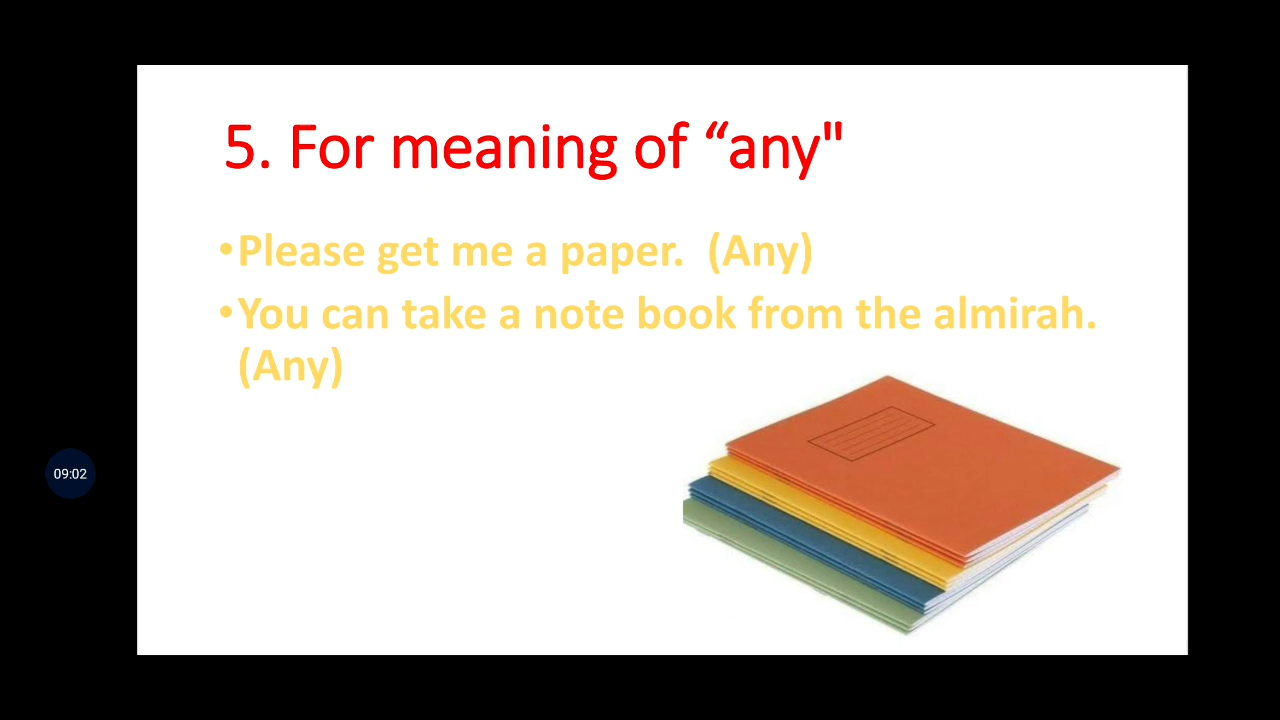 5. For meaning of “any"
•Please get me a paper.  (Any)
•You can take a note book from the almirah.
(Any)
09:02